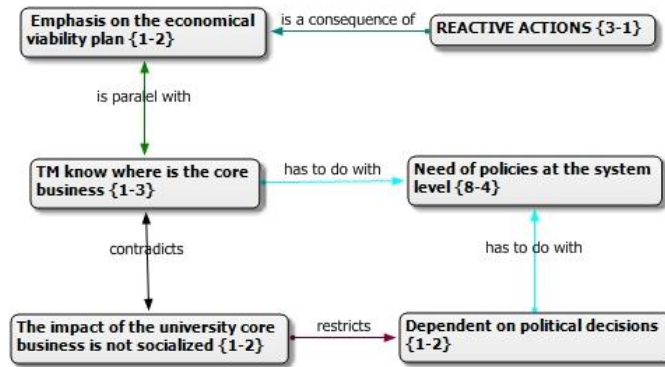 Emphasis on the economical
viability plan {1-2}
is a consequence of
REACTIVE ACTIONS {3-1}
is paralel with
TM know where is the core
business {1-3}
has to do with
Need of policies at the system
level {8-4}
contradicts
has to do with
The impact of the university core
business is not socialized {1-2}
restricts
Dependent on political decisions
{1-2}